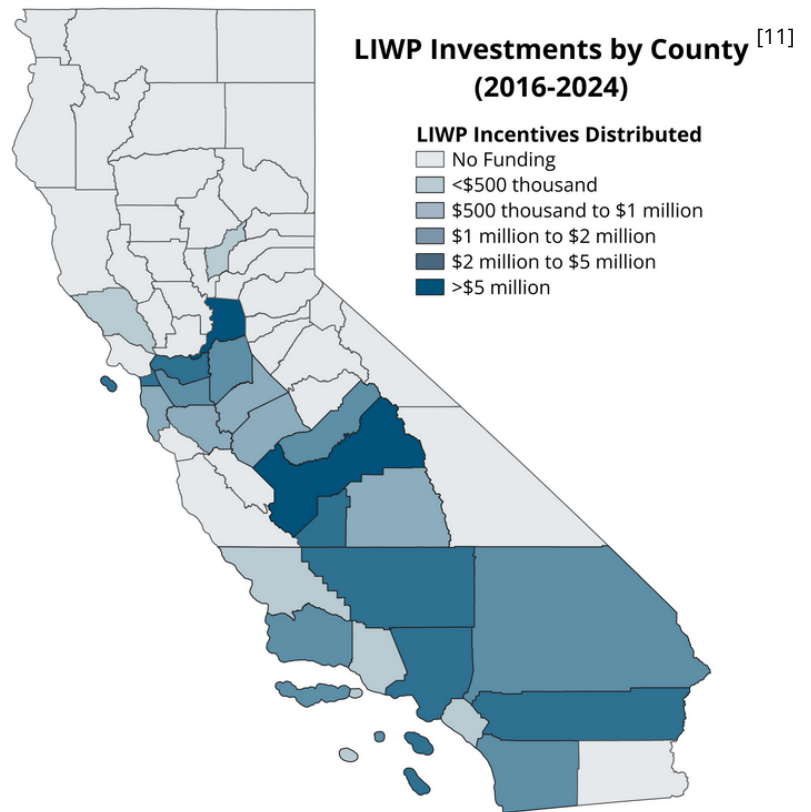 LIWP Investments by County [11]
(2016-2024)
LIWP Incentives Distributed
No Funding
<$500 thousand
$500 thousand to $1 million
$1 million to $2 million
$2 million to $5 million
>$5 million